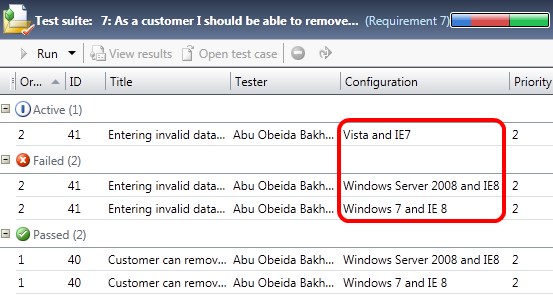 Test suite: 7: As a customer I should be able to remove... (Requirement 7)
Run View results Open test case
Or... ID Title Tester Configuration Priority
Active (1)
2 41 Entering invalid data... Abu Obeida Bakh... Vista and IE7 2
Failed (2)
2 41 Entering invalid data... Abu Obeida Bakh... Windows Server 2008 and IE8 2
2 41 Entering invalid data... Abu Obeida Bakh... Windows 7 and IE 8 2
Passed (2)
1 40 Customer can remov... Abu Obeida Bakh... Windows Server 2008 and IE8 2
1 40 Customer can remov... Abu Obeida Bakh... Windows 7 and IE 8 2